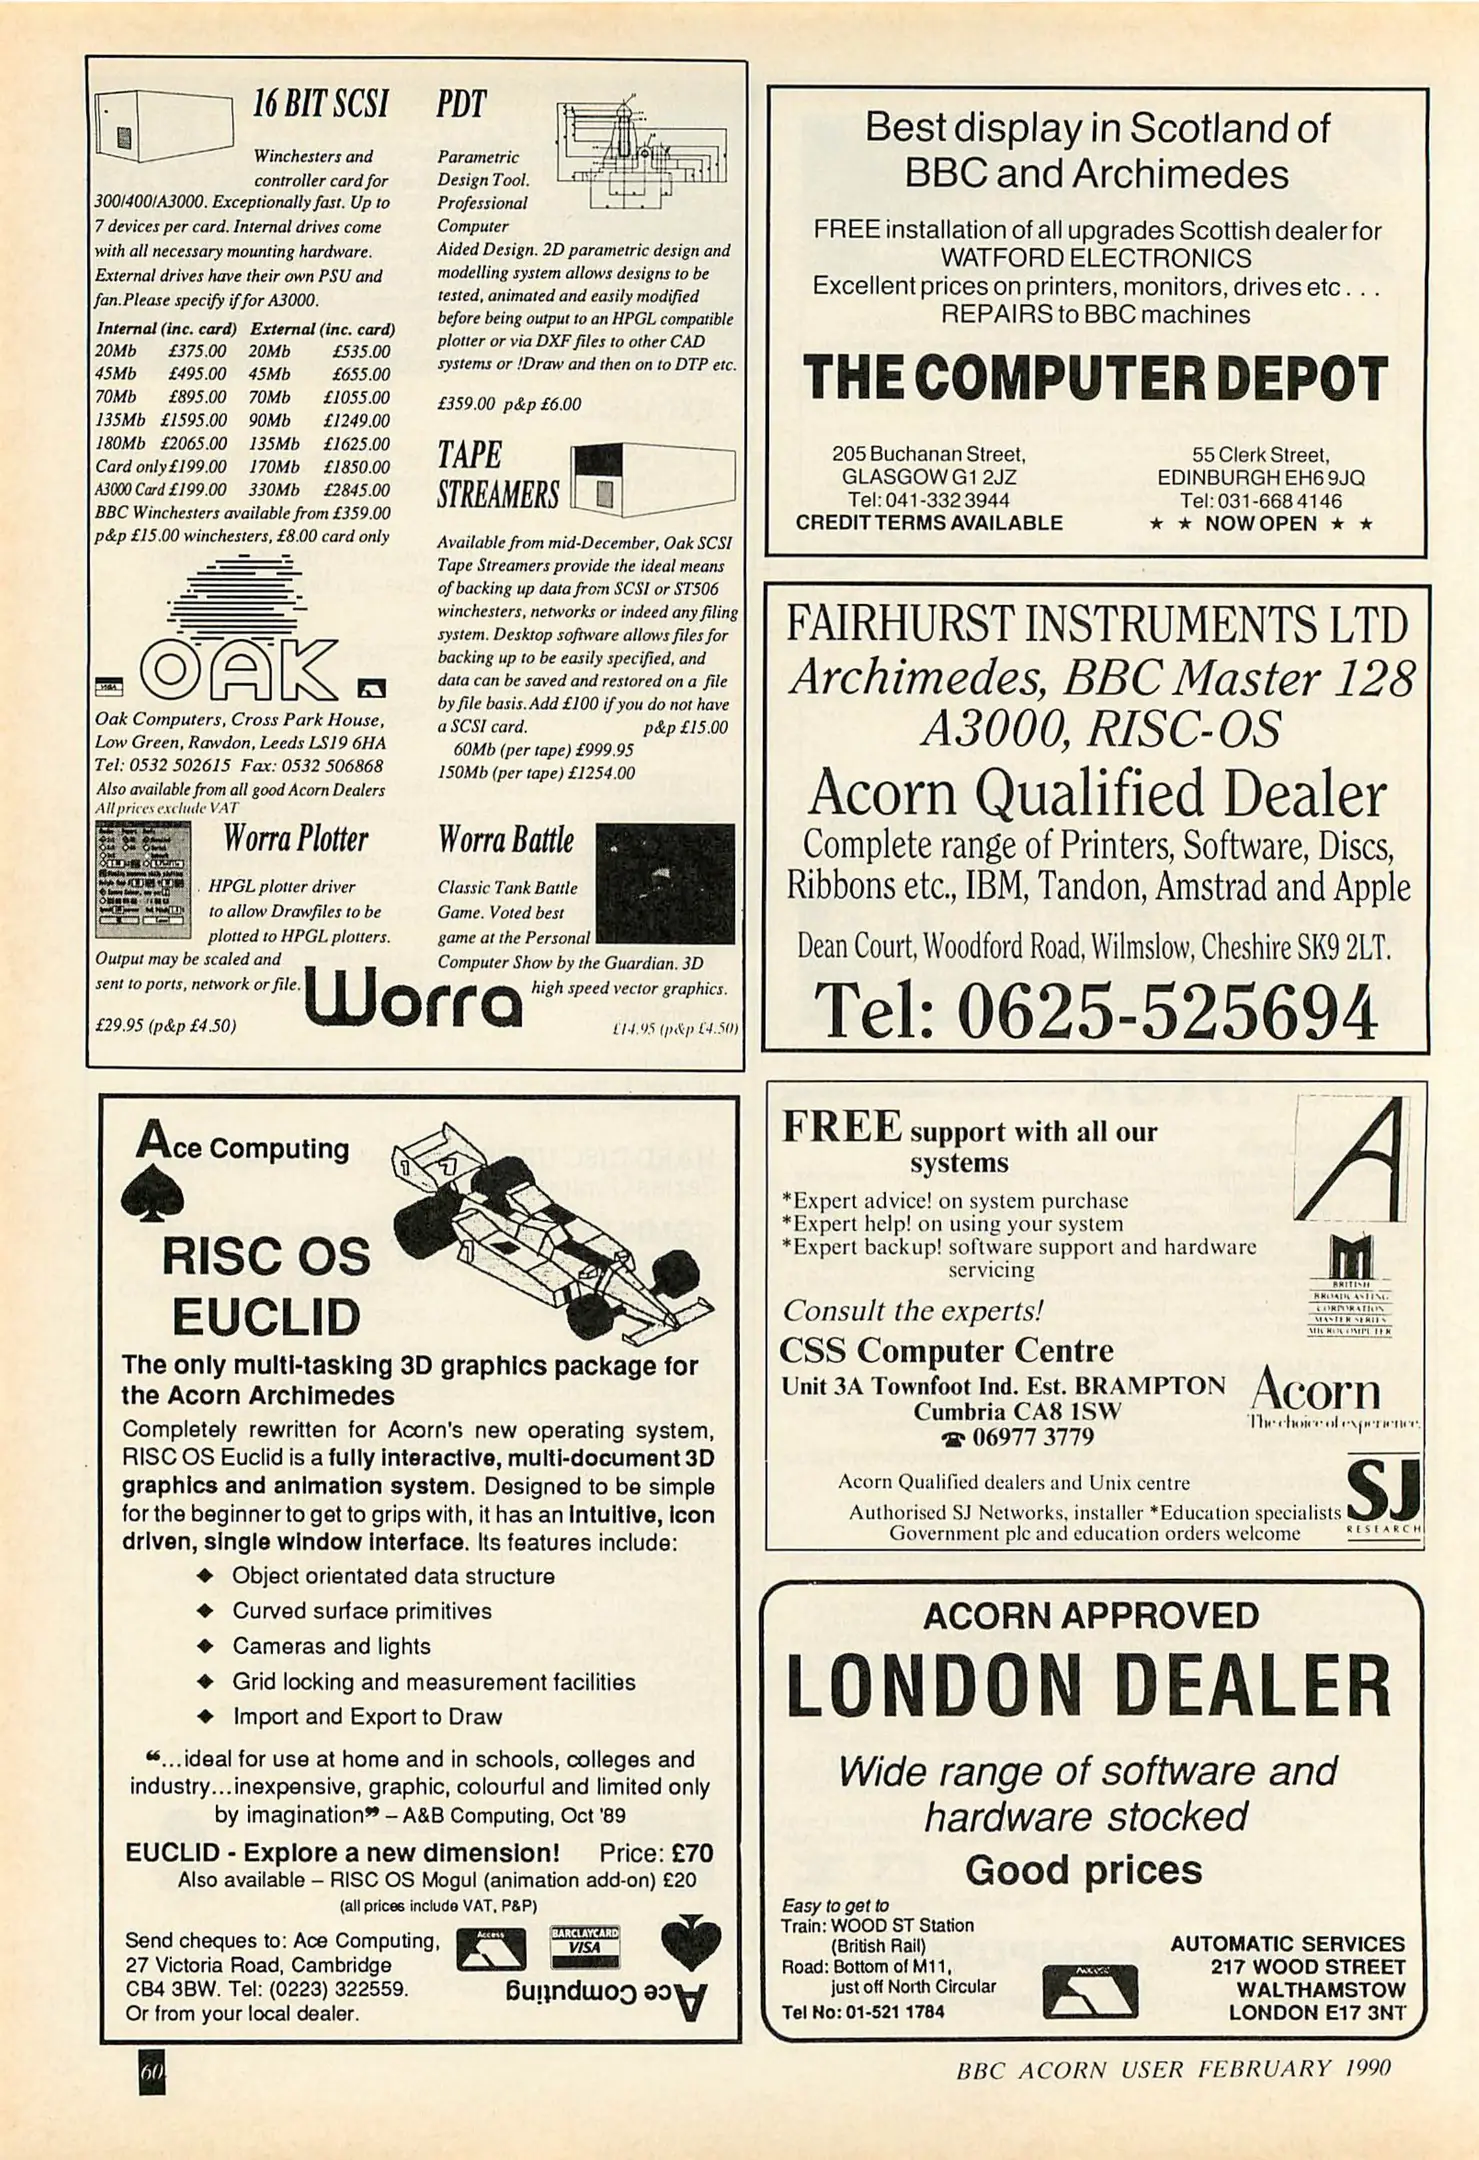 16 BIT SCSI
Winchesters and
controller card for
300/400/A3000. Exceptionally fast. Up to
7 devices per card. Internal drives come
with all necessary mounting hardware.
External drives have their own PSU and
fan.Please specify if for A3000.
Internal (inc. card) External (inc. card)
20Mb £375.00 20Mb £535.00
45Mb £495.00 45Mb £655.00
70Mb £895.00 70Mb £1055.00
135Mb £1595.00 90Mb £1249.00
180Mb £2065.00 135Mb £1625.00
Card only £199.00 170Mb £1850.00
A3000 Card £199.00 330Mb £2845.00
BBC Winchesters available from £359.00
p&p £15.00 winchesters, £8.00 card only
OAK
VISA
Oak Computers, Cross Park House,
Low Green, Rawdon, Leeds LS19 6HA
Tel: 0532 502615 Fax: 0532 506868
Also available from all good Acorn Dealers
All prices exclude VAT
PDT
Parametric
Design Tool.
Professional
Computer
Aided Design. 2D parametric design and
modelling system allows designs to be
tested, animated and easily modified
before being output to an HPGL compatible
plotter or via DXF files to other CAD
systems or !Draw and then on to DTP etc.
£359.00 p&p £6.00
TAPE
STREAMERS
Available from mid-December, Oak SCSI
Tape Streamers provide the ideal means
of backing up data from SCSI or ST506
winchesters, networks or indeed any filing
system. Desktop software allows files for
backing up to be easily specified, and
data can be saved and restored on a file
by file basis. Add £100 if you do not have
a SCSI card. p&p £15.00
60Mb (per tape) £999.95
150Mb (per tape) £1254.00
Worra Plotter
HPGL plotter driver
to allow Drawfiles to be
plotted to HPGL plotters.
Output may be scaled and
sent to ports, network or file.
£29.95 (p&p £4.50)
Worra
Worra Battle
Classic Tank Battle
Game. Voted best
game at the Personal
Computer Show by the Guardian. 3D
high speed vector graphics.
£14.95 (p&p £4.50)
Ace Computing
RISC OS
EUCLID
The only multi-tasking 3D graphics package for
the Acorn Archimedes
Completely rewritten for Acorn's new operating system,
RISC OS Euclid is a fully interactive, multi-document 3D
graphics and animation system. Designed to be simple
for the beginner to get to grips with, it has an intuitive, icon
driven, single window interface. Its features include:
◆ Object orientated data structure
◆ Curved surface primitives
◆ Cameras and lights
◆ Grid locking and measurement facilities
◆ Import and Export to Draw
“...ideal for use at home and in schools, colleges and
industry...inexpensive, graphic, colourful and limited only
by imagination” – A&B Computing, Oct '89
EUCLID - Explore a new dimension! Price: £70
Also available – RISC OS Mogul (animation add-on) £20
(all prices include VAT, P&P)
Send cheques to: Ace Computing,
27 Victoria Road, Cambridge
CB4 3BW. Tel: (0223) 322559.
Or from your local dealer.
Access
BARCLAYCARD
VISA
Ace Computing
Best display in Scotland of
BBC and Archimedes
FREE installation of all upgrades Scottish dealer for
WATFORD ELECTRONICS
Excellent prices on printers, monitors, drives etc . . .
REPAIRS to BBC machines
THE COMPUTER DEPOT
205 Buchanan Street,
GLASGOW G1 2JZ
Tel: 041-332 3944
CREDIT TERMS AVAILABLE
55 Clerk Street,
EDINBURGH EH6 9JQ
Tel: 031-668 4146
★ ★ NOW OPEN ★ ★
FAIRHURST INSTRUMENTS LTD
Archimedes, BBC Master 128
A3000, RISC-OS
Acorn Qualified Dealer
Complete range of Printers, Software, Discs,
Ribbons etc., IBM, Tandon, Amstrad and Apple
Dean Court, Woodford Road, Wilmslow, Cheshire SK9 2LT.
Tel: 0625-525694
FREE support with all our
systems
*Expert advice! on system purchase
*Expert help! on using your system
*Expert backup! software support and hardware
servicing
Consult the experts!
CSS Computer Centre
Unit 3A Townfoot Ind. Est. BRAMPTON
Cumbria CA8 1SW
☎ 06977 3779
A
M
BRITISH
BROADCASTING
CORPORATION
MASTER SERIES
MICROCOMPUTER
Acorn
The choice of experience.
Acorn Qualified dealers and Unix centre
Authorised SJ Networks, installer *Education specialists
Government plc and education orders welcome
SJ
RESEARCH
ACORN APPROVED
LONDON DEALER
Wide range of software and
hardware stocked
Good prices
Easy to get to
Train: WOOD ST Station
(British Rail)
Road: Bottom of M11,
just off North Circular
Tel No: 01-521 1784
Access
AUTOMATIC SERVICES
217 WOOD STREET
WALTHAMSTOW
LONDON E17 3NT
60
BBC ACORN USER FEBRUARY 1990